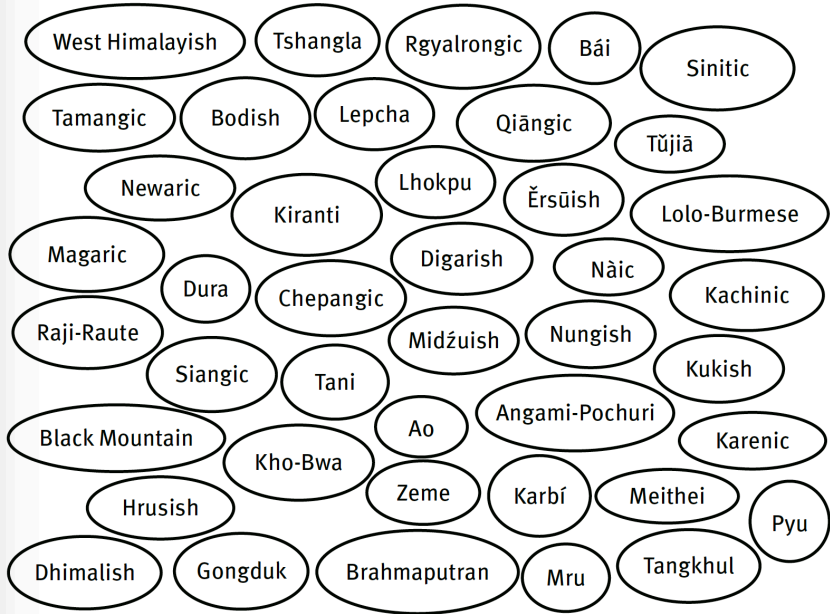 West Himalayish
Tshangla
Rgyalrongic
Bái
Sinitic
Tamangic
Bodish
Lepcha
Qiāngic
Tǔjiā
Newaric
Kiranti
Lhokpu
Ěrsūish
Lolo-Burmese
Magaric
Dura
Chepangic
Digarish
Nàic
Kachinic
Raji-Raute
Siangic
Tani
Midźuish
Nungish
Kukish
Black Mountain
Kho-Bwa
Ao
Angami-Pochuri
Karenic
Hrusish
Zeme
Karbí
Meithei
Pyu
Dhimalish
Gongduk
Brahmaputran
Mru
Tangkhul